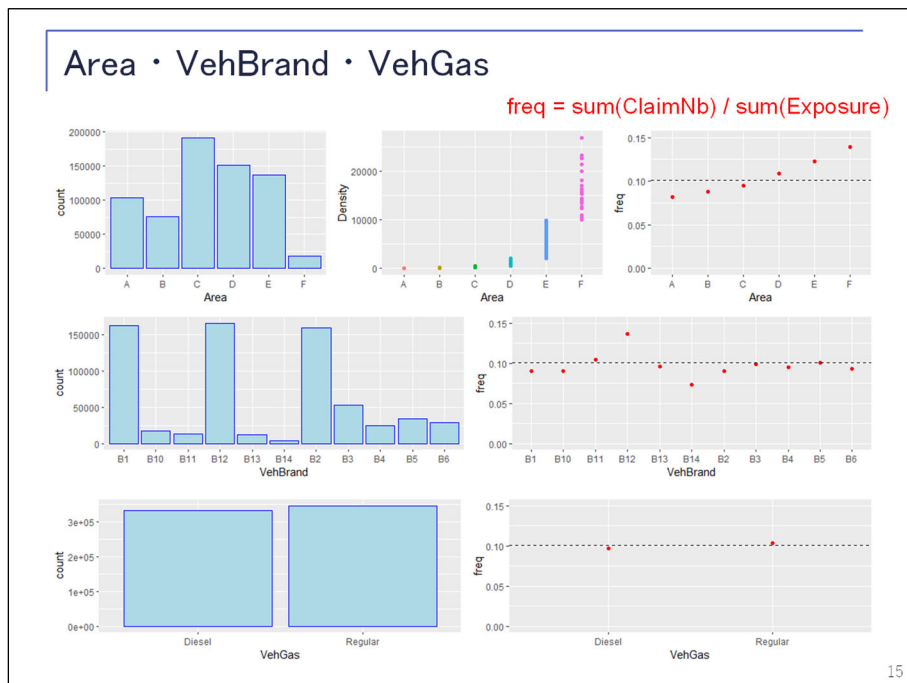 Area・VehBrand・VehGas
freq = sum(ClaimNb) / sum(Exposure)
200000
150000
100000
50000
0
count
A B C D E F
Area
20000
10000
0
Density
A B C D E F
Area
0.15
0.10
0.05
0.00
freq
A B C D E F
Area
150000
100000
50000
0
count
B1 B10 B11 B12 B13 B14 B2 B3 B4 B5 B6
VehBrand
0.15
0.10
0.05
0.00
freq
B1 B10 B11 B12 B13 B14 B2 B3 B4 B5 B6
VehBrand
3e+05
2e+05
1e+05
0e+00
count
Diesel Regular
VehGas
0.15
0.10
0.05
0.00
freq
Diesel Regular
VehGas
15